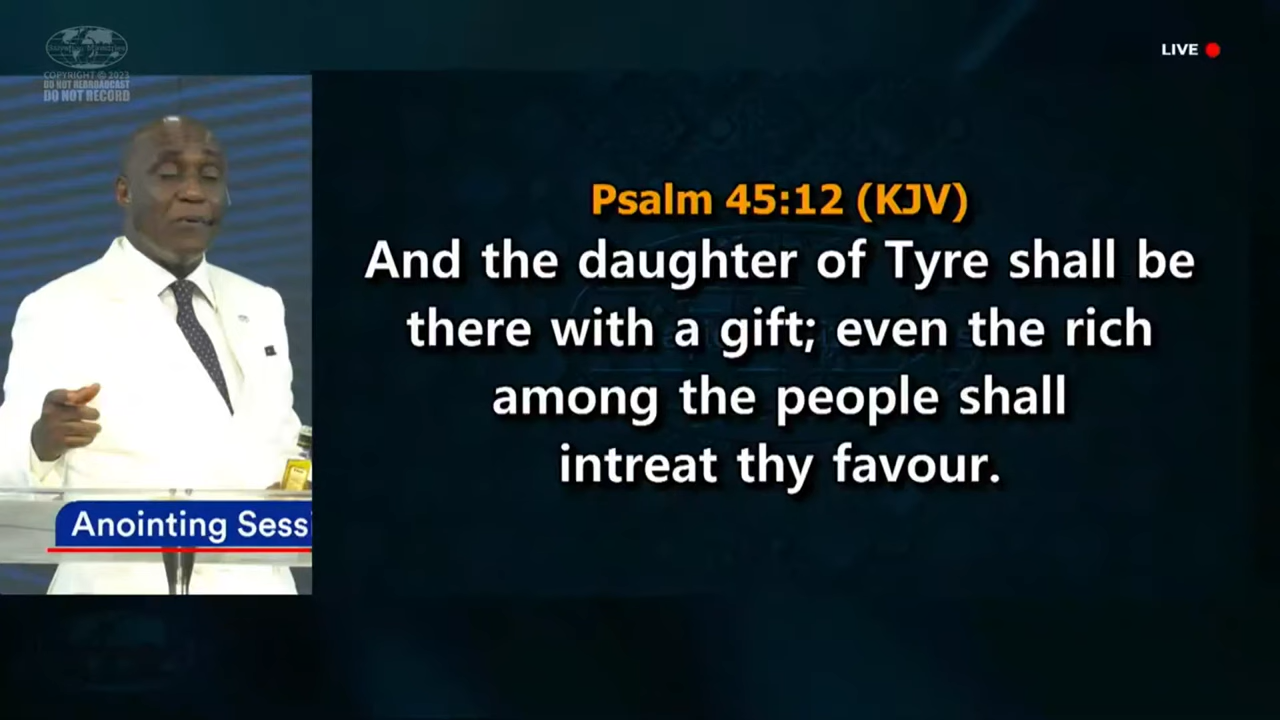 COPYRIGHT © 2023
DO NOT REBROADCAST
DO NOT RECORD
LIVE
Psalm 45:12 (KJV)
And the daughter of Tyre shall be
there with a gift; even the rich
among the people shall
intreat thy favour.
Anointing Sessi